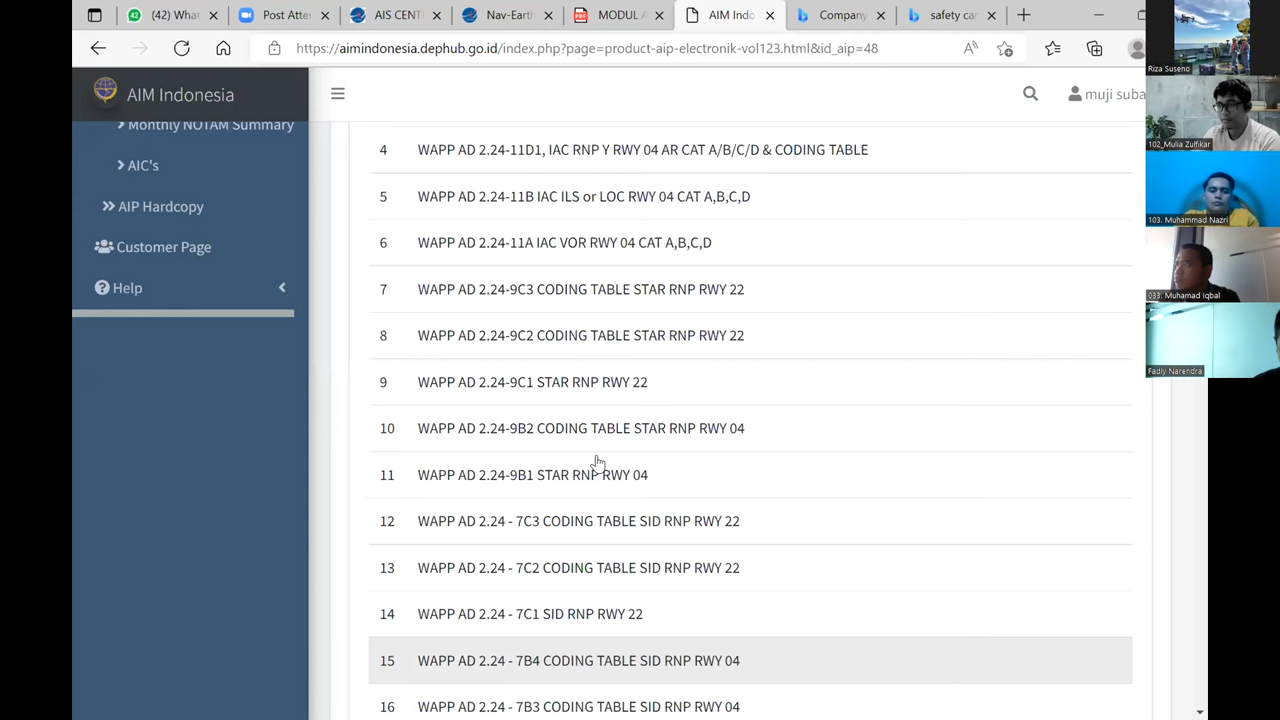 (42) Wha
Post Atter
AIS CENT
Nav-Earth
MODUL A
AIM Indo
Company
safety car
https://aimindonesia.dephub.go.id/index...?page=product-aip-electronik-vol123.html&id_aip=48
AIM Indonesia
muji suba
Monthly NOTAM Summary
AIC's
AIP Hardcopy
Customer Page
Help
4 WAPP AD 2.24-11D1, IAC RNP Y RWY 04 AR CAT A/B/C/D & CODING TABLE
5 WAPP AD 2.24-11B IAC ILS or LOC RWY 04 CAT A,B,C,D
6 WAPP AD 2.24-11A IAC VOR RWY 04 CAT A,B,C,D
7 WAPP AD 2.24-9C3 CODING TABLE STAR RNP RWY 22
8 WAPP AD 2.24-9C2 CODING TABLE STAR RNP RWY 22
9 WAPP AD 2.24-9C1 STAR RNP RWY 22
10 WAPP AD 2.24-9B2 CODING TABLE STAR RNP RWY 04
11 WAPP AD 2.24-9B1 STAR RNP RWY 04
12 WAPP AD 2.24 - 7C3 CODING TABLE SID RNP RWY 22
13 WAPP AD 2.24 - 7C2 CODING TABLE SID RNP RWY 22
14 WAPP AD 2.24 - 7C1 SID RNP RWY 22
15 WAPP AD 2.24 - 7B4 CODING TABLE SID RNP RWY 04
16 WAPP AD 2.24 - 7B3 CODING TABLE SID RNP RWY 04
Riza Suseno
102_Mulia Zulfikar
103. Muhammad Nazri
033. Muhamad Iqbal
Fadly Narendra